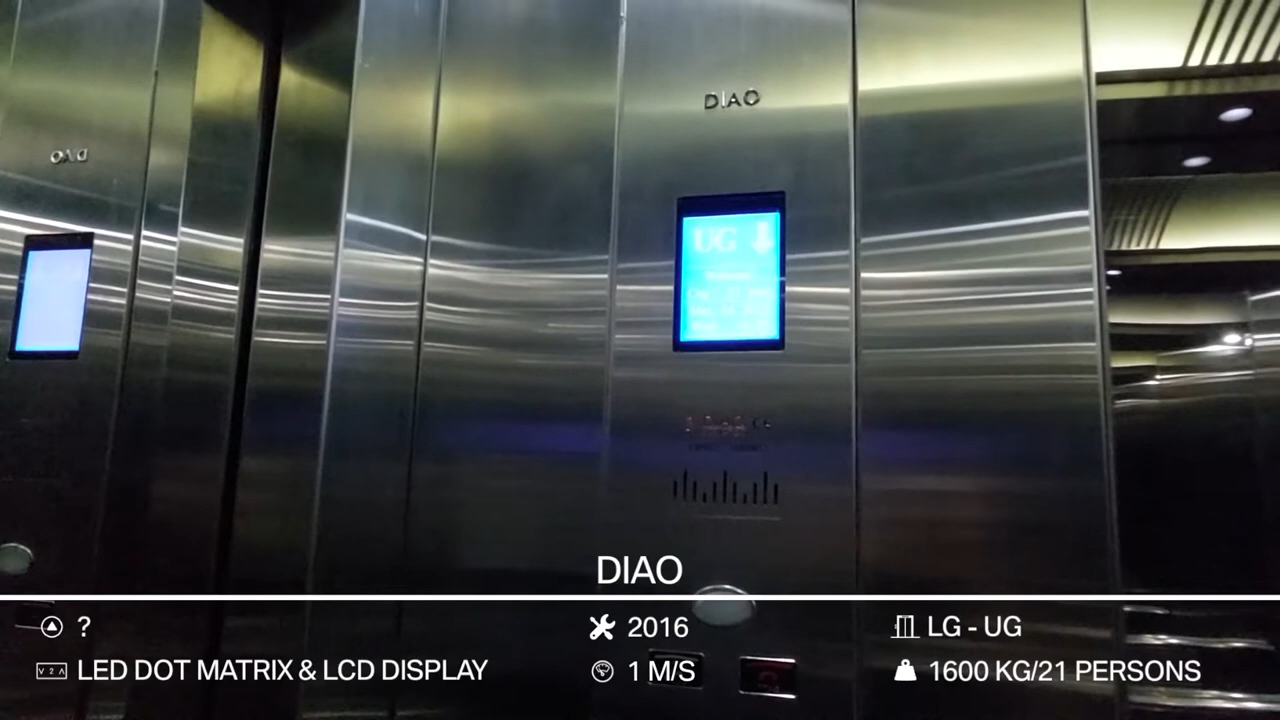 DIAO
UG
DIAO
?
2016
LG - UG
LED DOT MATRIX & LCD DISPLAY
1 M/S
1600 KG/21 PERSONS